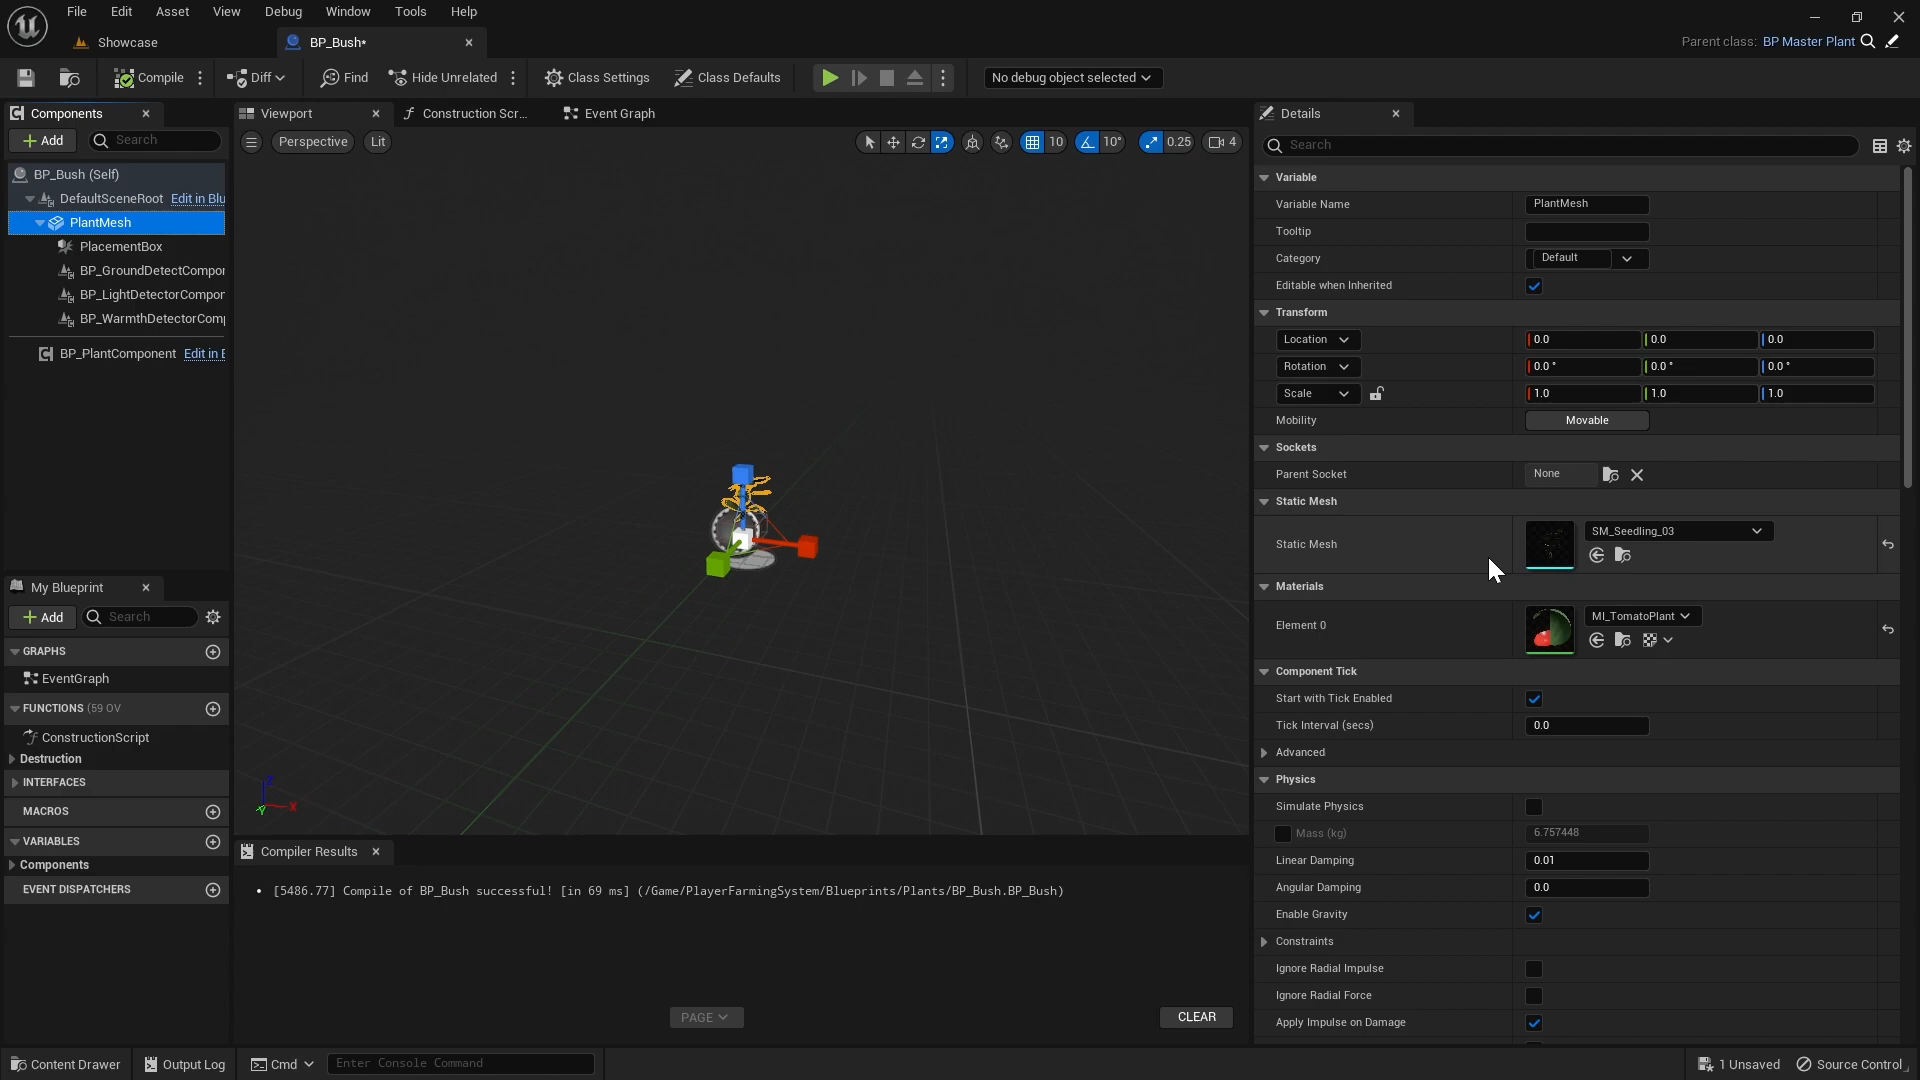 File Edit Asset View Debug Window Tools Help
Showcase
BP_Bush*
Parent class: BP Master Plant
Compile
Diff
Find
Hide Unrelated
Class Settings
Class Defaults
No debug object selected
Components
Add
Search
BP_Bush (Self)
DefaultSceneRoot Edit in Blu
PlantMesh
PlacementBox
BP_GroundDetectCompor
BP_LightDetectorCompor
BP_WarmthDetectorCom
BP_PlantComponent Edit in E
My Blueprint
Add
Search
GRAPHS
EventGraph
FUNCTIONS (59 OV
ConstructionScript
Destruction
INTERFACES
MACROS
VARIABLES
Components
EVENT DISPATCHERS
Viewport
Construction Scr...
Event Graph
Perspective
Lit
10
10°
0.25
4
Z
X
Y
Compiler Results
• [5486.77] Compile of BP_Bush successful! [in 69 ms] (/Game/PlayerFarmingSystem/Blueprints/Plants/BP_Bush.BP_Bush)
PAGE
CLEAR
Details
Search
Variable
Variable Name PlantMesh
Tooltip
Category Default
Editable when Inherited
Transform
Location 0.0 0.0 0.0
Rotation 0.0 ° 0.0 ° 0.0 °
Scale 1.0 1.0 1.0
Mobility Movable
Sockets
Parent Socket None
Static Mesh
Static Mesh SM_Seedling_03
Materials
Element 0 MI_TomatoPlant
Component Tick
Start with Tick Enabled
Tick Interval (secs) 0.0
Advanced
Physics
Simulate Physics
Mass (kg) 6.757448
Linear Damping 0.01
Angular Damping 0.0
Enable Gravity
Constraints
Ignore Radial Impulse
Ignore Radial Force
Apply Impulse on Damage
Content Drawer
Output Log
Cmd
Enter Console Command
1 Unsaved
Source Control